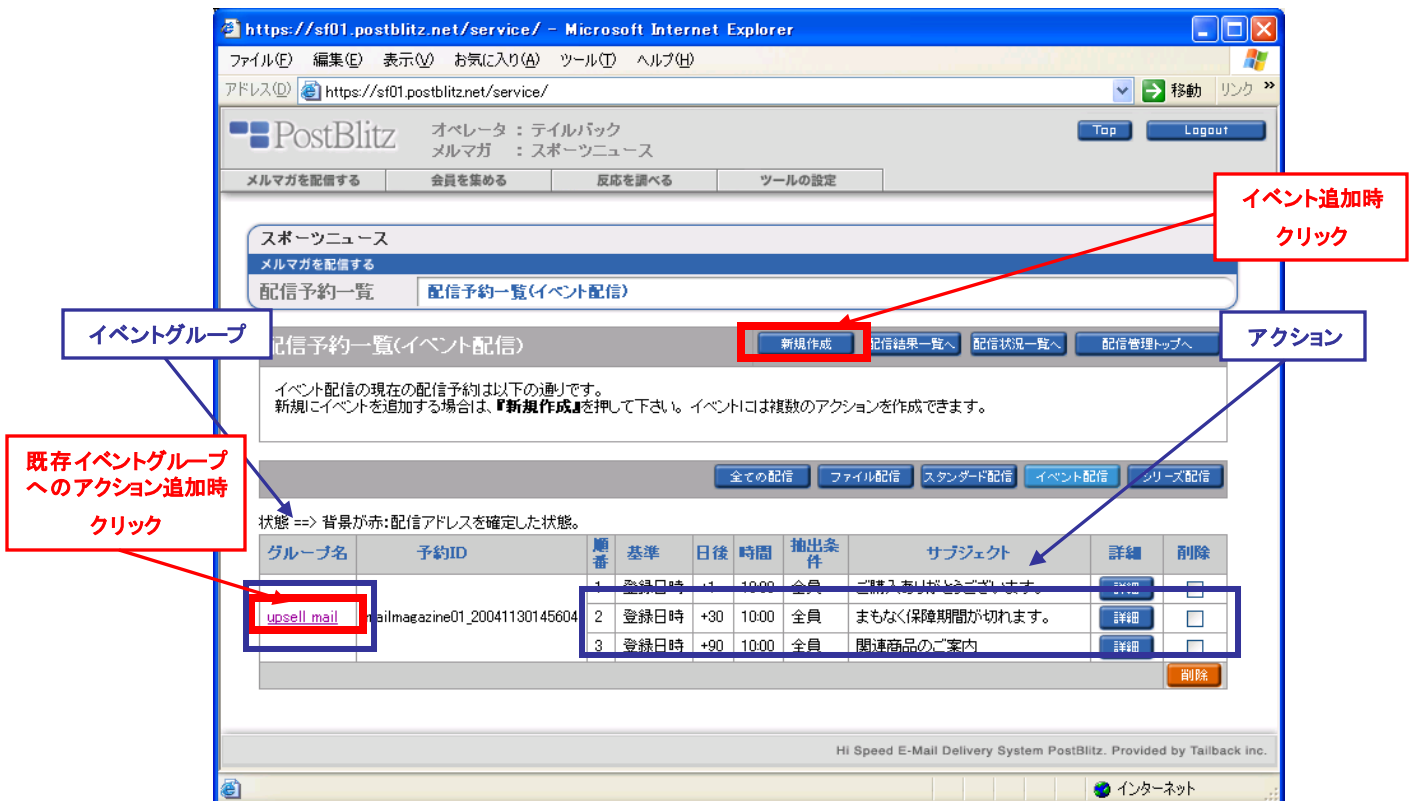 https://sf01.postblitz.net/service/ - Microsoft Internet Explorer
ファイル(F) 編集(E) 表示(V) お気に入り(A) ツール(T) ヘルプ(H)
アドレス(D) https://sf01.postblitz.net/service/ 移動 リンク »
PostBlitz
オペレータ : テイルバック
メルマガ : スポーツニュース
Top Logout
メルマガを配信する 会員を集める 反応を調べる ツールの設定
イベント追加時
クリック
スポーツニュース
メルマガを配信する
配信予約一覧 配信予約一覧(イベント配信)
イベントグループ
アクション
配信予約一覧(イベント配信) 新規作成 配信結果一覧へ 配信状況一覧へ 配信管理トップへ
イベント配信の現在の配信予約は以下の通りです。
新規にイベントを追加する場合は、『新規作成』を押して下さい。イベントには複数のアクションを作成できます。
既存イベントグループ
へのアクション追加時
クリック
全ての配信 ファイル配信 スタンダード配信 イベント配信 シリーズ配信
状態 ==> 背景が赤:配信アドレスを確定した状態。
グループ名 予約ID 順番 基準 日後 時間 抽出条件 サブジェクト 詳細 削除
1 登録日時 +1 10:00 全員 ご購入ありがとうございます。 詳細
upsell mail mailmagazine01_20041130145604 2 登録日時 +30 10:00 全員 まもなく保障期間が切れます。 詳細
3 登録日時 +90 10:00 全員 関連商品のご案内 詳細
削除
Hi Speed E-Mail Delivery System PostBlitz. Provided by Tailback inc.
インターネット